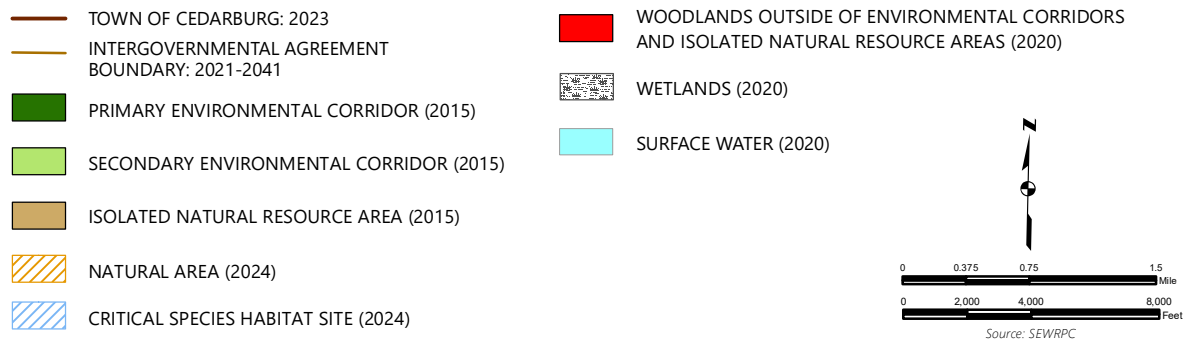 TOWN OF CEDARBURG: 2023
INTERGOVERNMENTAL AGREEMENT
BOUNDARY: 2021-2041
PRIMARY ENVIRONMENTAL CORRIDOR (2015)
SECONDARY ENVIRONMENTAL CORRIDOR (2015)
ISOLATED NATURAL RESOURCE AREA (2015)
NATURAL AREA (2024)
CRITICAL SPECIES HABITAT SITE (2024)
WOODLANDS OUTSIDE OF ENVIRONMENTAL CORRIDORS
AND ISOLATED NATURAL RESOURCE AREAS (2020)
WETLANDS (2020)
SURFACE WATER (2020)
N
0 0.375 0.75 1.5
Mile
0 2,000 4,000 8,000
Feet
Source: SEWRPC